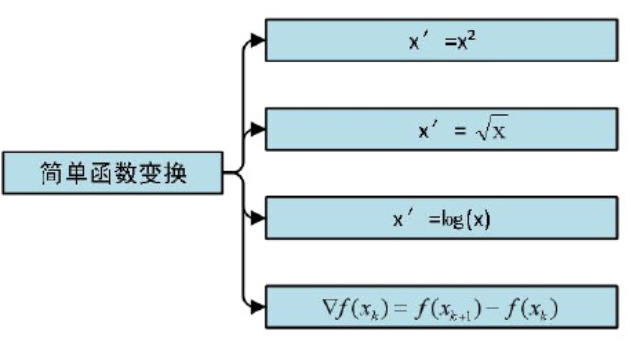 x′ =x²
x′ = √x
简单函数变换
x′ =log(x)
∇f(xₖ) = f(xₖ₊₁) − f(xₖ)